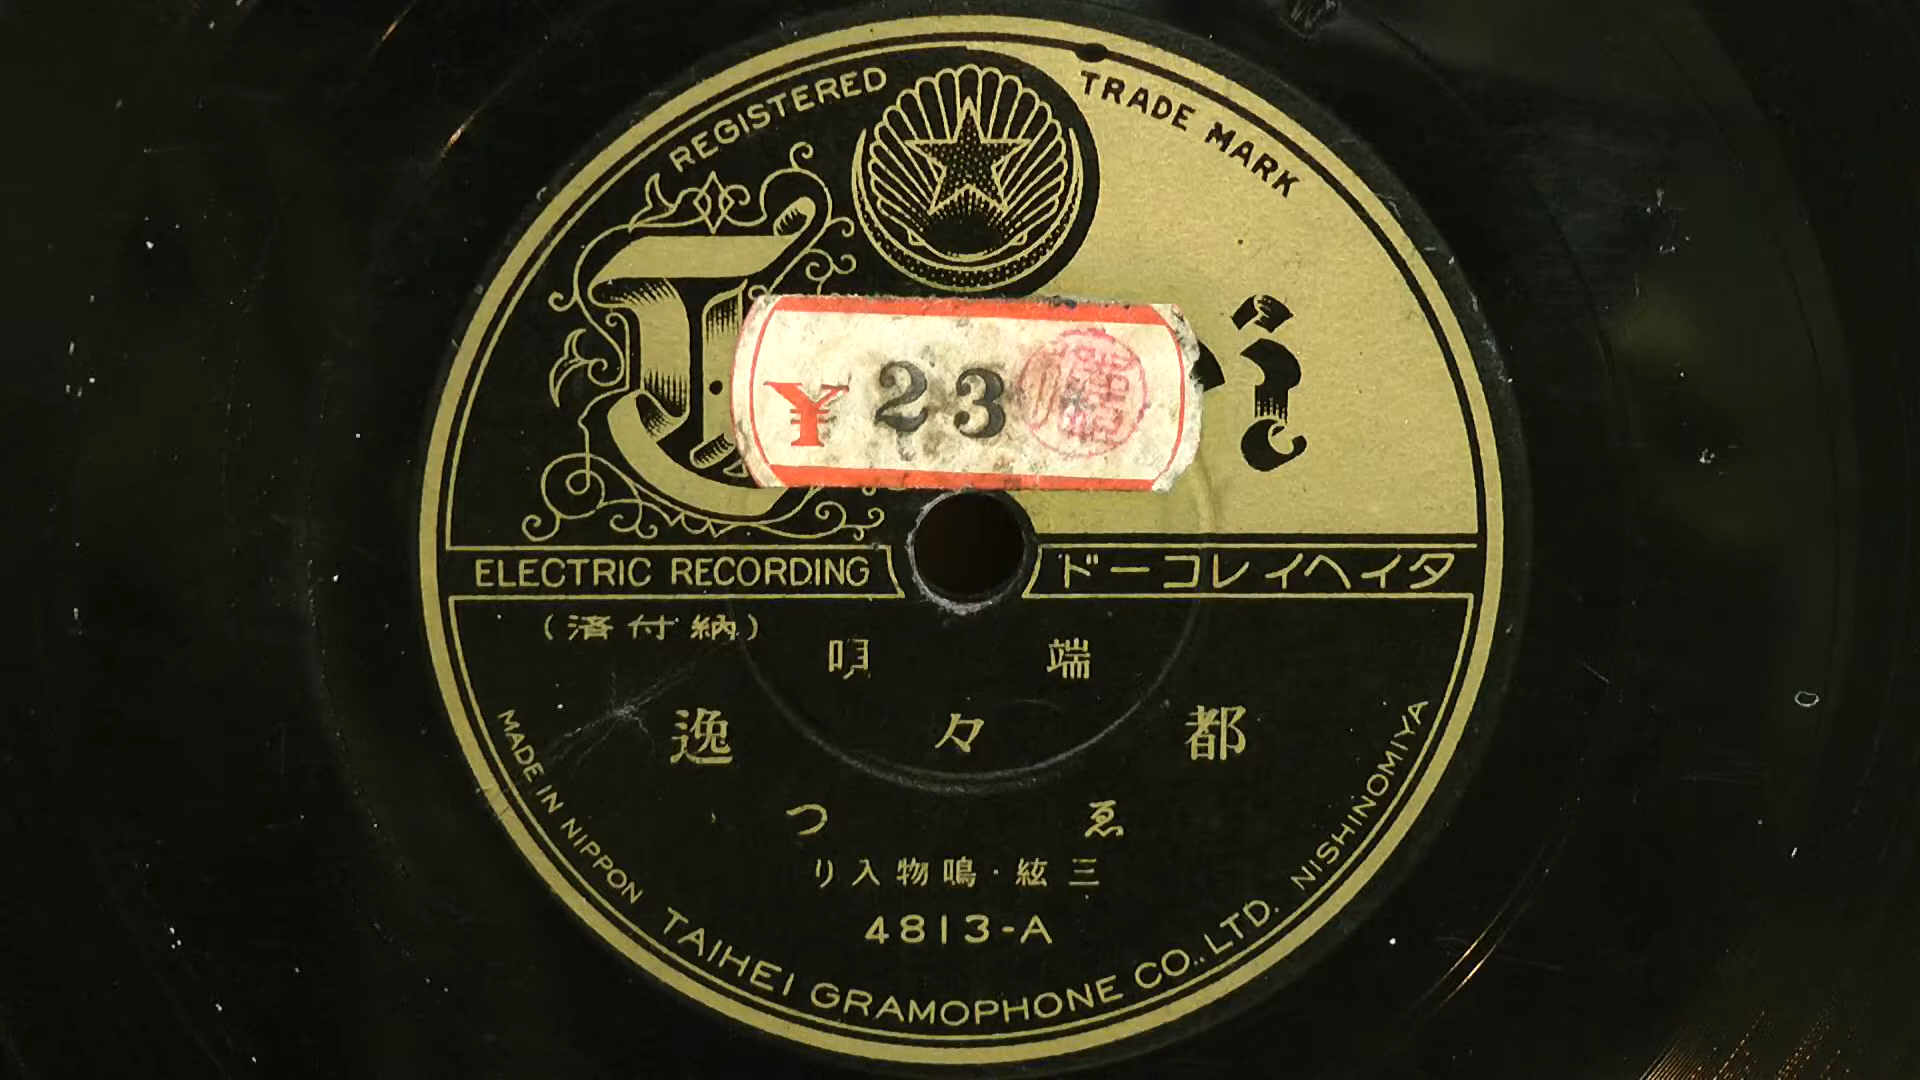 REGISTERED
TRADE MARK
¥ 23
ELECTRIC RECORDING
タイヘイレコード
(納付済)
端唄
都々逸
ゑつ
三絃・鳴物入り
4813-A
MADE IN NIPPON TAIHEI GRAMOPHONE CO., LTD. NISHINOMIYA